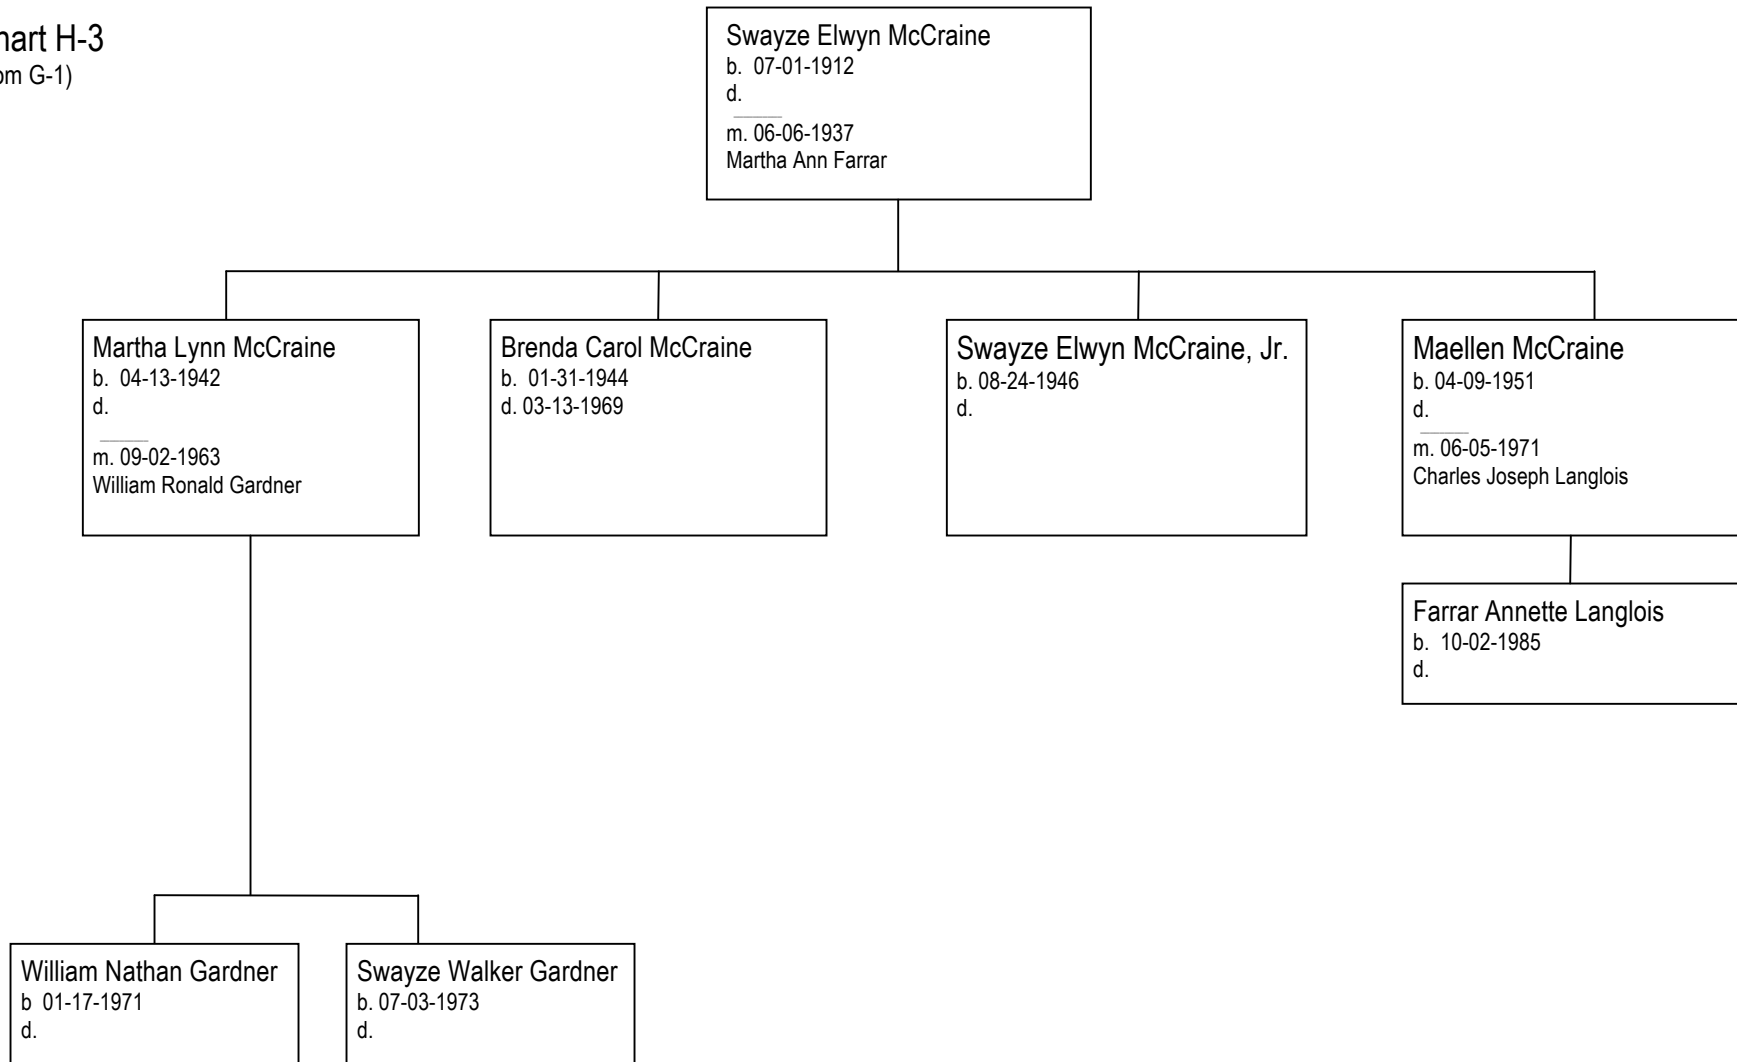 hart H-3
om G-1)
Swayze Elwyn McCraine
b. 07-01-1912
d.
m. 06-06-1937
Martha Ann Farrar
Martha Lynn McCraine
b. 04-13-1942
d.
m. 09-02-1963
William Ronald Gardner
Brenda Carol McCraine
b. 01-31-1944
d. 03-13-1969
Swayze Elwyn McCraine, Jr.
b. 08-24-1946
d.
Maellen McCraine
b. 04-09-1951
d.
m. 06-05-1971
Charles Joseph Langlois
Farrar Annette Langlois
b. 10-02-1985
d.
William Nathan Gardner
b 01-17-1971
d.
Swayze Walker Gardner
b. 07-03-1973
d.